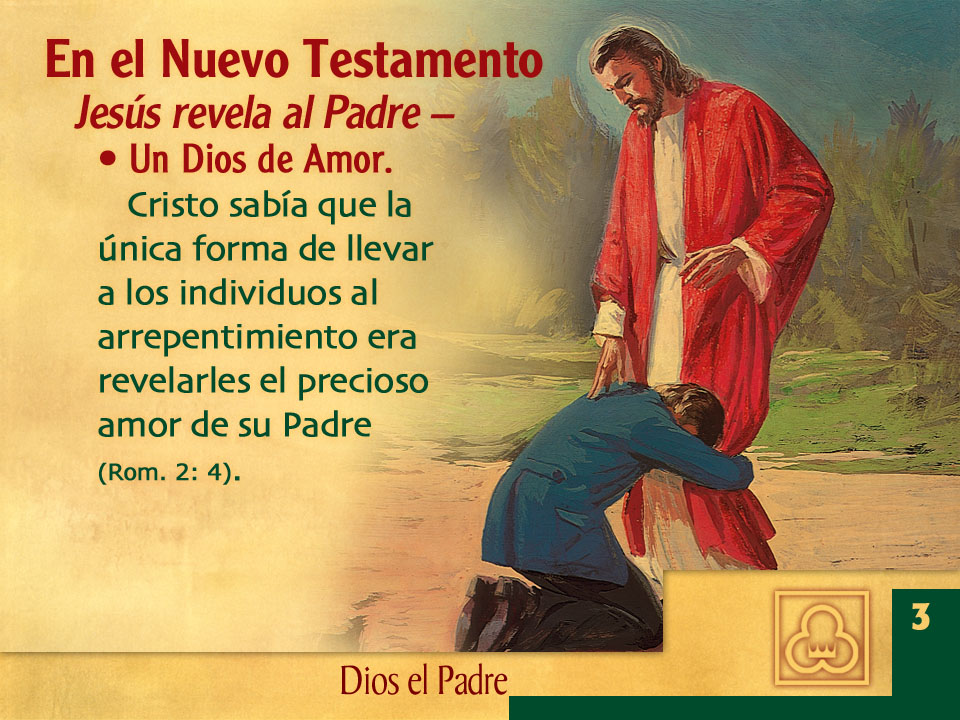 En el Nuevo Testamento
Jesús revela al Padre –
• Un Dios de Amor.
Cristo sabía que la
única forma de llevar
a los individuos al
arrepentimiento era
revelarles el precioso
amor de su Padre
(Rom. 2: 4).
3
Dios el Padre